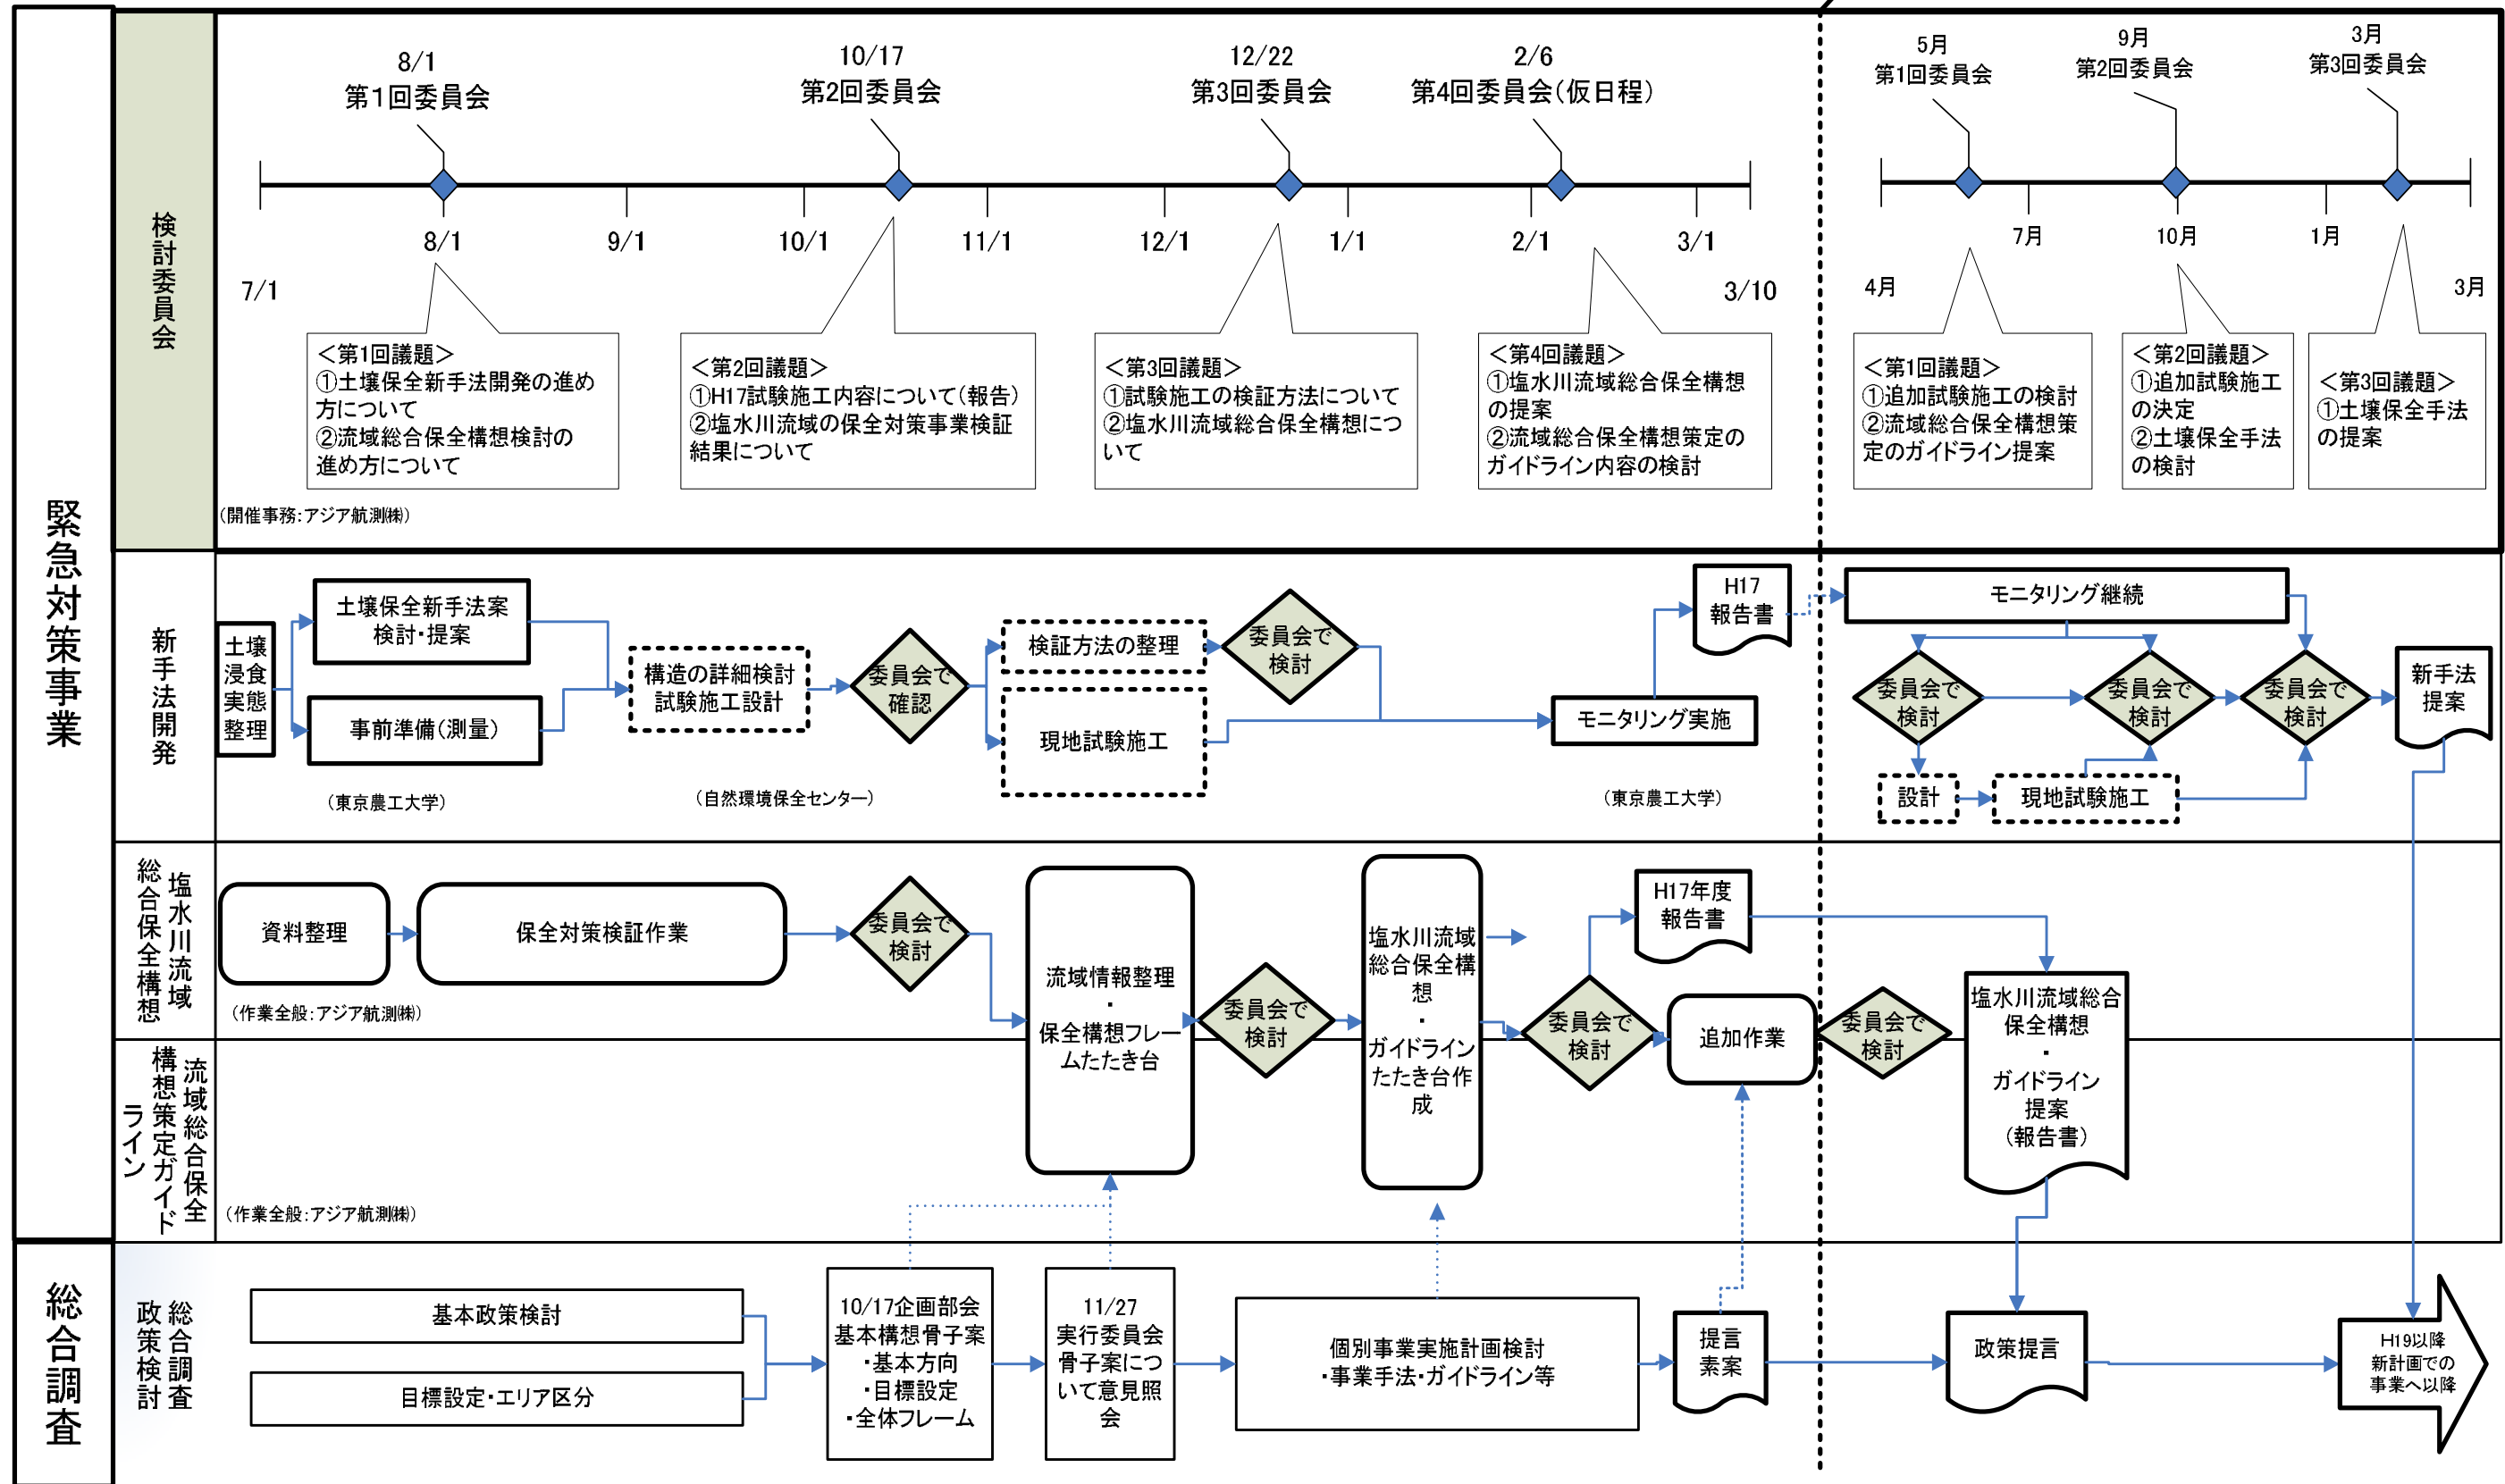 緊急対策事業
検討委員会
8/1
第1回委員会
10/17
第2回委員会
12/22
第3回委員会
2/6
第4回委員会(仮日程)
5月
第1回委員会
9月
第2回委員会
3月
第3回委員会
7/1
8/1
9/1
10/1
11/1
12/1
1/1
2/1
3/1
3/10
4月
7月
10月
1月
3月
<第1回議題>
①土壌保全新手法開発の進め
方について
②流域総合保全構想検討の
進め方について
<第2回議題>
①H17試験施工内容について(報告)
②塩水川流域の保全対策事業検証
結果について
<第3回議題>
①試験施工の検証方法について
②塩水川流域総合保全構想につ
いて
<第4回議題>
①塩水川流域総合保全構想
の提案
②流域総合保全構想策定の
ガイドライン内容の検討
<第1回議題>
①追加試験施工の検討
②流域総合保全構想策
定のガイドライン提案
<第2回議題>
①追加試験施工
の決定
②土壌保全手法
の検討
<第3回議題>
①土壌保全手法
の提案
(開催事務:アジア航測㈱)
新手法開発
土壌
浸食
実態
整理
土壌保全新手法案
検討・提案
事前準備(測量)
構造の詳細検討
試験施工設計
委員会で
確認
検証方法の整理
現地試験施工
委員会で
検討
モニタリング実施
H17
報告書
モニタリング継続
委員会で
検討
委員会で
検討
委員会で
検討
新手法
提案
設計
現地試験施工
(東京農工大学)
(自然環境保全センター)
(東京農工大学)
塩水川流域
総合保全構想
資料整理
保全対策検証作業
委員会で
検討
流域情報整理
・
保全構想フレー
ムたたき台
委員会で
検討
塩水川流域
総合保全構
想
・
ガイドライン
たたき台作
成
委員会で
検討
H17年度
報告書
追加作業
委員会で
検討
塩水川流域総合
保全構想
・
ガイドライン
提案
(報告書)
(作業全般:アジア航測㈱)
流域総合保全
構想策定ガイド
ライン
(作業全般:アジア航測㈱)
総合調査
総合調査
政策検討
基本政策検討
目標設定・エリア区分
10/17企画部会
基本構想骨子案
・基本方向
・目標設定
・全体フレーム
11/27
実行委員会
骨子案につ
いて意見照
会
個別事業実施計画検討
・事業手法・ガイドライン等
提言
素案
政策提言
H19以降
新計画での
事業へ以降